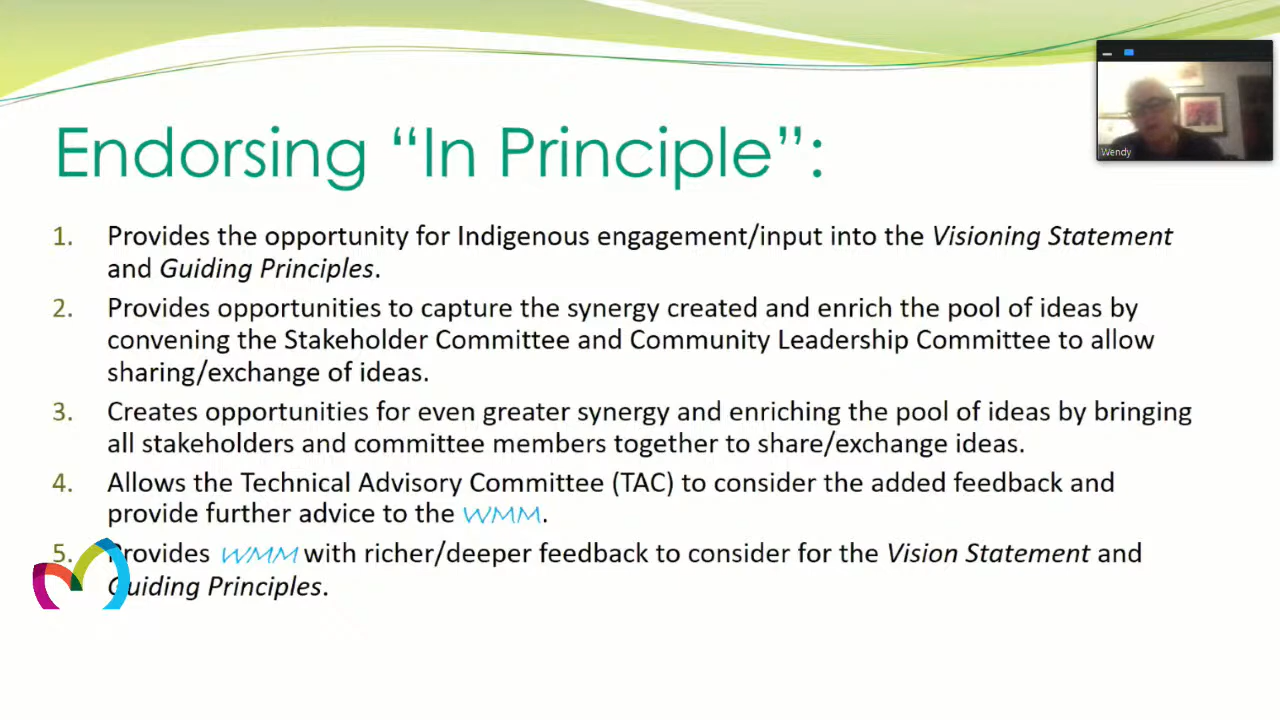 Endorsing “In Principle”:
Wendy
1. Provides the opportunity for Indigenous engagement/input into the Visioning Statement
and Guiding Principles.
2. Provides opportunities to capture the synergy created and enrich the pool of ideas by
convening the Stakeholder Committee and Community Leadership Committee to allow
sharing/exchange of ideas.
3. Creates opportunities for even greater synergy and enriching the pool of ideas by bringing
all stakeholders and committee members together to share/exchange ideas.
4. Allows the Technical Advisory Committee (TAC) to consider the added feedback and
provide further advice to the WMM.
5. Provides WMM with richer/deeper feedback to consider for the Vision Statement and
Guiding Principles.